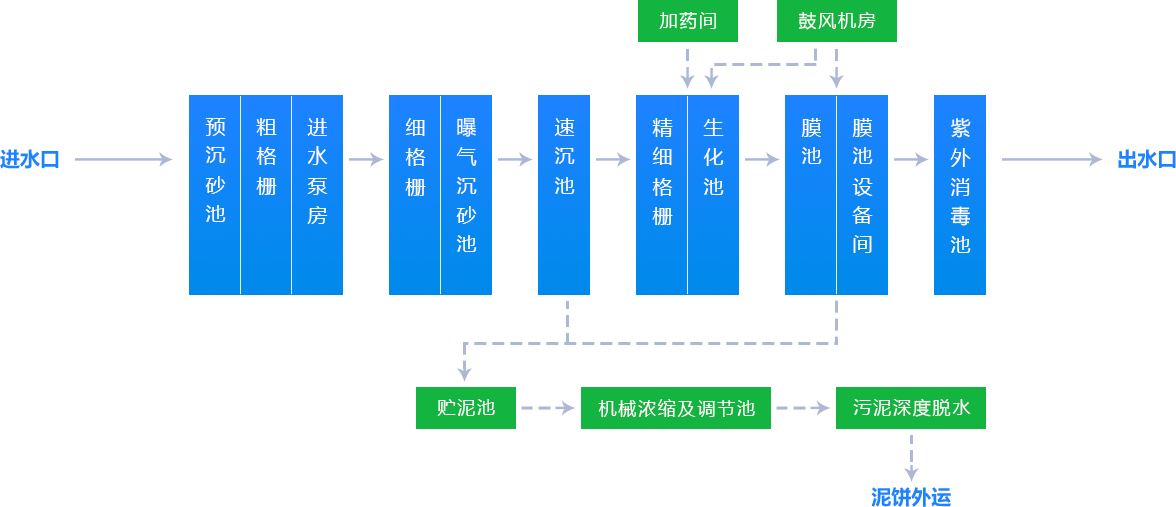 加药间
鼓风机房
进水口
预沉砂池
粗格栅
进水泵房
细格栅
曝气沉砂池
速沉池
精细格栅
生化池
膜池
膜池设备间
紫外消毒池
出水口
贮泥池
机械浓缩及调节池
污泥深度脱水
泥饼外运